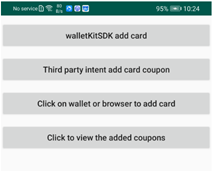 No service 95% 10:24
walletKitSDK add card
Third party intent add card coupon
Click on wallet or browser to add card
Click to view the added coupons